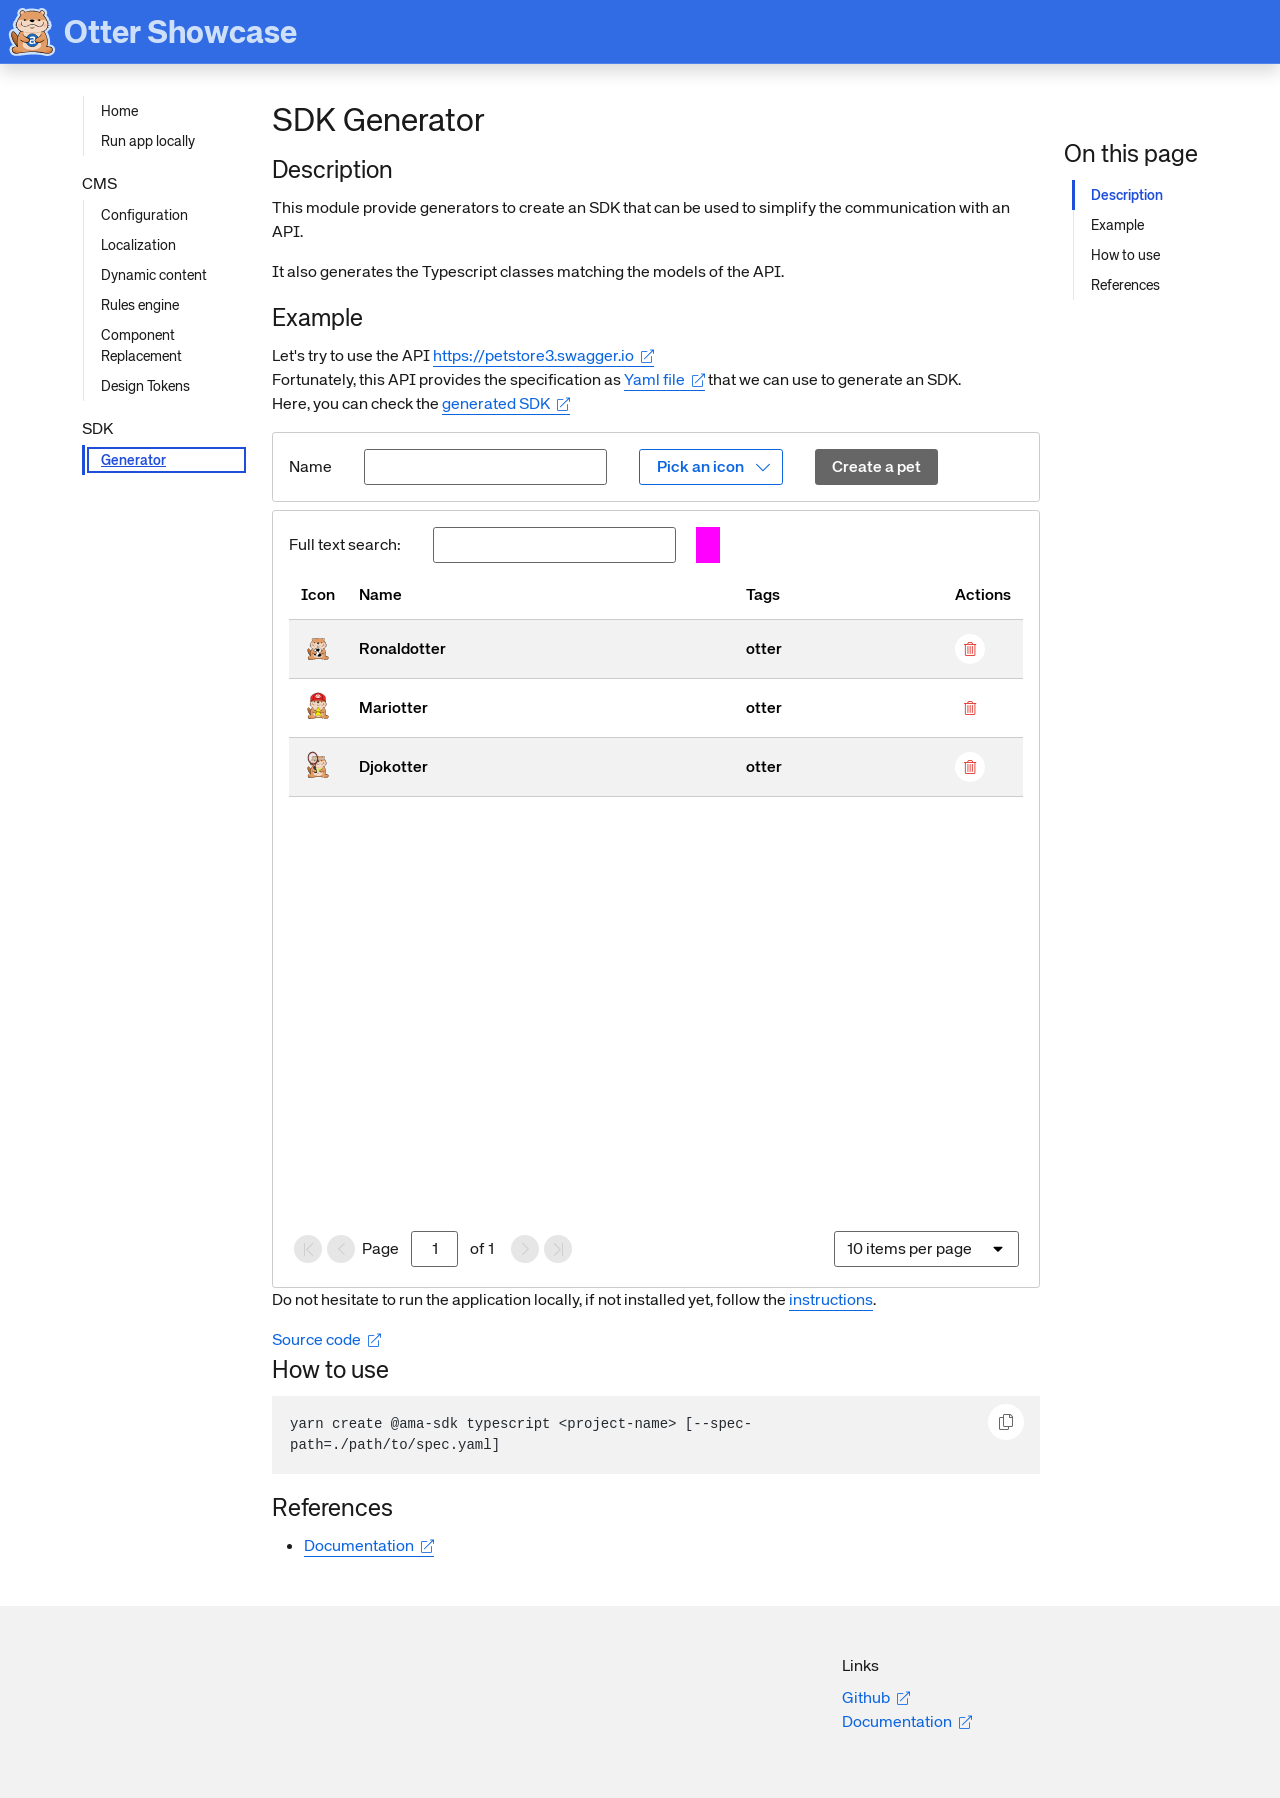 Otter Showcase
Home
Run app locally
CMS
Configuration
Localization
Dynamic content
Rules engine
Component
Replacement
Design Tokens
SDK
Generator
SDK Generator
Description
This module provide generators to create an SDK that can be used to simplify the communication with an
API.
It also generates the Typescript classes matching the models of the API.
Example
Let's try to use the API https://petstore3.swagger.io
Fortunately, this API provides the specification as Yaml file that we can use to generate an SDK.
Here, you can check the generated SDK
Name Pick an icon Create a pet
Full text search:
Icon Name Tags Actions
Ronaldotter otter
Mariotter otter
Djokotter otter
Page 1 of 1 10 items per page
Do not hesitate to run the application locally, if not installed yet, follow the instructions.
Source code
How to use
yarn create @ama-sdk typescript <project-name> [--spec-
path=./path/to/spec.yaml]
References
Documentation
On this page
Description
Example
How to use
References
Links
Github
Documentation